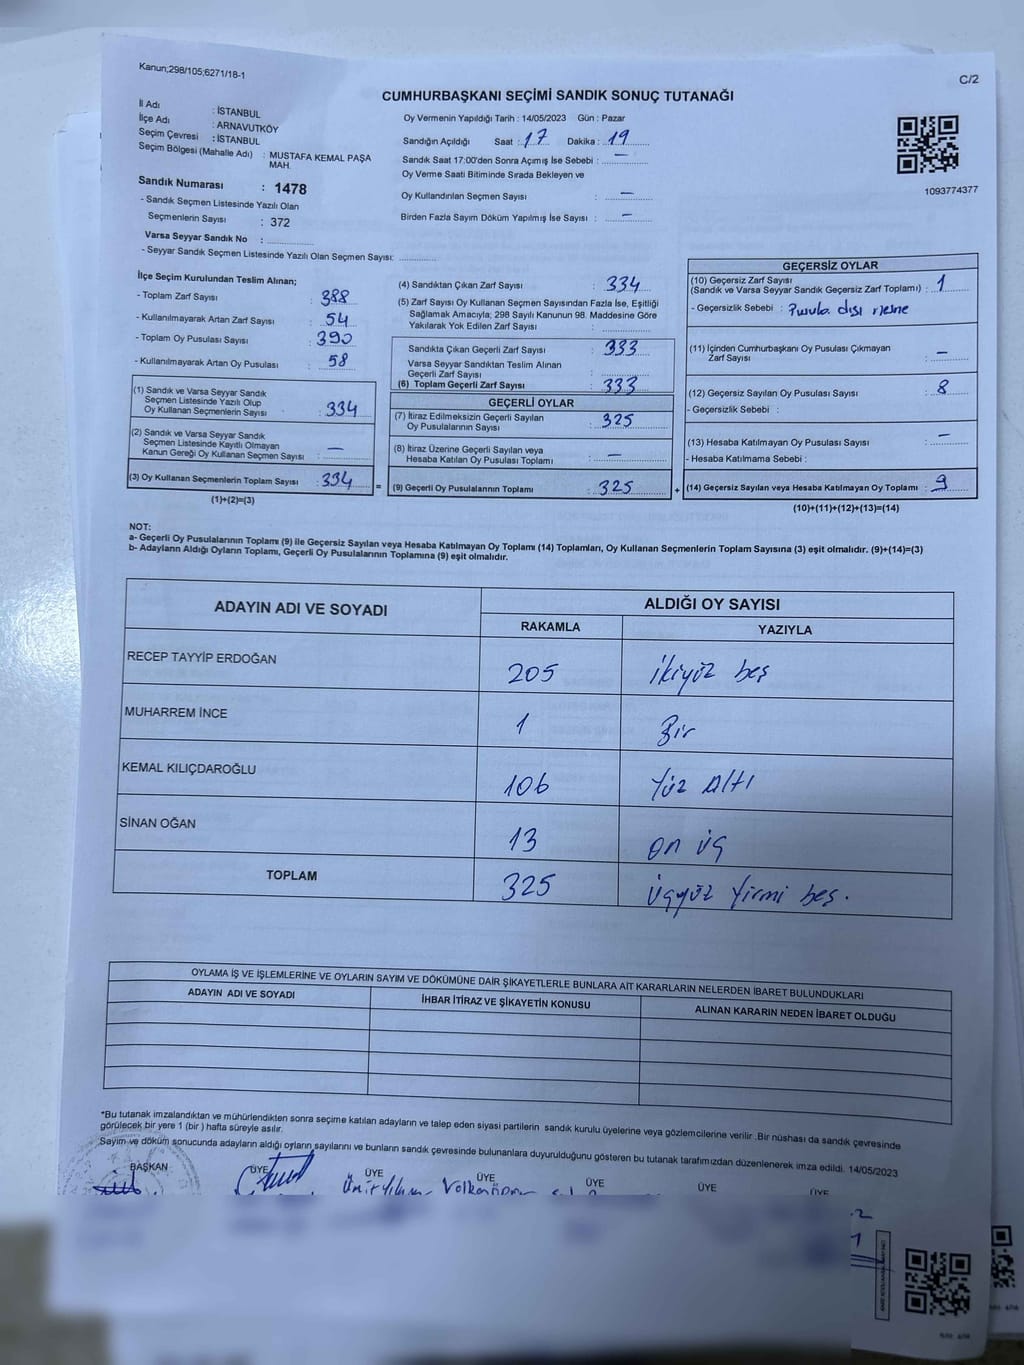 Kanun;298/105;6271/18-1
C/2
CUMHURBAŞKANI SEÇİMİ SANDIK SONUÇ TUTANAĞI
İl Adı : İSTANBUL
İlçe Adı : ARNAVUTKÖY
Seçim Çevresi : İSTANBUL
Seçim Bölgesi (Mahalle Adı) : MUSTAFA KEMAL PAŞA MAH.
Sandık Numarası : 1478
- Sandık Seçmen Listesinde Yazılı Olan
Seçmenlerin Sayısı : 372
Varsa Seyyar Sandık No : ..............
- Seyyar Sandık Seçmen Listesinde Yazılı Olan Seçmen Sayısı: ............
Oy Vermenin Yapıldığı Tarih : 14/05/2023 Gün : Pazar
Sandığın Açıldığı Saat : 17 Dakika : 19
Sandık Saat 17:00'den Sonra Açımış İse Sebebi : —
Oy Verme Saati Bitiminde Sırada Bekleyen ve
Oy Kullandırılan Seçmen Sayısı : —
Birden Fazla Sayım Döküm Yapılmış İse Sayısı : —
1093774377
İlçe Seçim Kurulundan Teslim Alınan;
- Toplam Zarf Sayısı : 388
- Kullanılmayarak Artan Zarf Sayısı : 54
- Toplam Oy Pusulası Sayısı : 390
- Kullanılmayarak Artan Oy Pusulası : 58
(1) Sandık ve Varsa Seyyar Sandık
Seçmen Listesinde Yazılı Olup
Oy Kullanan Seçmenlerin Sayısı : 334
(2) Sandık ve Varsa Seyyar Sandık
Seçmen Listesinde Kayıtlı Olmayan
Kanun Gereği Oy Kullanan Seçmen Sayısı : —
(3) Oy Kullanan Seçmenlerin Toplam Sayısı : 334 =
(1)+(2)=(3)
(4) Sandıktan Çıkan Zarf Sayısı : 334
(5) Zarf Sayısı Oy Kullanan Seçmen Sayısından Fazla İse, Eşitliği
Sağlamak Amacıyla; 298 Sayılı Kanunun 98. Maddesine Göre
Yakılarak Yok Edilen Zarf Sayısı : ..............
Sandıkta Çıkan Geçerli Zarf Sayısı : 333
Varsa Seyyar Sandıktan Teslim Alınan
Geçerli Zarf Sayısı : ..............
(6) Toplam Geçerli Zarf Sayısı : 333
GEÇERLİ OYLAR
(7) İtiraz Edilmeksizin Geçerli Sayılan
Oy Pusulalarının Sayısı : 325
(8) İtiraz Üzerine Geçerli Sayılan veya
Hesaba Katılan Oy Pusulası Toplamı : —
(9) Geçerli Oy Pusulalarının Toplamı : 325 +
GEÇERSİZ OYLAR
(10) Geçersiz Zarf Sayısı
(Sandık ve Varsa Seyyar Sandık Geçersiz Zarf Toplamı) : 1
- Geçersizlik Sebebi : Pusula dışı nesne
(11) İçinden Cumhurbaşkanı Oy Pusulası Çıkmayan
Zarf Sayısı : —
(12) Geçersiz Sayılan Oy Pusulası Sayısı : 8
- Geçersizlik Sebebi :
(13) Hesaba Katılmayan Oy Pusulası Sayısı : —
- Hesaba Katılmama Sebebi :
(14) Geçersiz Sayılan veya Hesaba Katılmayan Oy Toplamı : 9
(10)+(11)+(12)+(13)=(14)
NOT:
a- Geçerli Oy Pusulalarının Toplamı (9) ile Geçersiz Sayılan veya Hesaba Katılmayan Oy Toplamı (14) Toplamları, Oy Kullanan Seçmenlerin Toplam Sayısına (3) eşit olmalıdır. (9)+(14)=(3)
b- Adayların Aldığı Oyların Toplamı, Geçerli Oy Pusulalarının Toplamına (9) eşit olmalıdır.
ADAYIN ADI VE SOYADI ALDIĞI OY SAYISI
RAKAMLA YAZIYLA
RECEP TAYYİP ERDOĞAN 205 ikiyüz beş
MUHARREM İNCE 1 Bir
KEMAL KILIÇDAROĞLU 106 Yüz Altı
SİNAN OĞAN 13 on üç
TOPLAM 325 üçyüz Yirmi beş.
OYLAMA İŞ VE İŞLEMLERİNE VE OYLARIN SAYIM VE DÖKÜMÜNE DAİR ŞİKAYETLERLE BUNLARA AİT KARARLARIN NELERDEN İBARET BULUNDUKLARI
ADAYIN ADI VE SOYADI İHBAR İTİRAZ VE ŞİKAYETİN KONUSU ALINAN KARARIN NEDEN İBARET OLDUĞU
*Bu tutanak imzalandıktan ve mühürlendikten sonra seçime katılan adayların ve talep eden siyasi partilerin sandık kurulu üyelerine veya gözlemcilerine verilir .Bir nüshası da sandık çevresinde
görülecek bir yere 1 (bir ) hafta süreyle asılır.
Sayım ve döküm sonucunda adayların aldığı oyların sayılarını ve bunların sandık çevresinde bulunanlara duyurulduğunu gösteren bu tutanak tarafımızdan düzenlenerek imza edildi. 14/05/2023
BAŞKAN ÜYE ÜYE ÜYE ÜYE ÜYE ÜYE